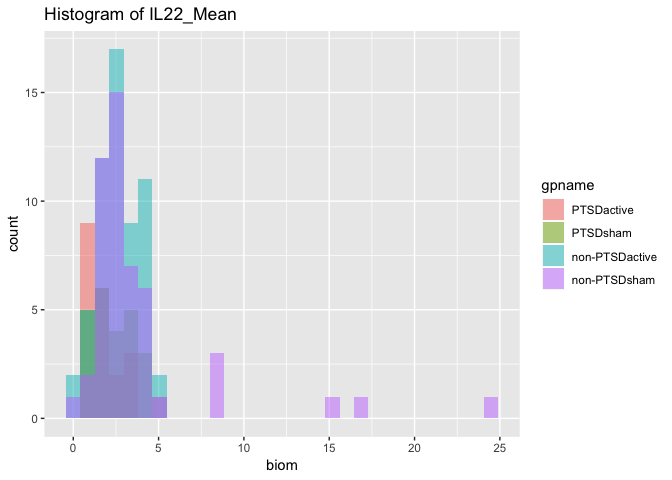 Histogram of IL22_Mean
15
10
5
0
count
0 5 10 15 20 25
biom
gpname
PTSDactive
PTSDsham
non-PTSDactive
non-PTSDsham